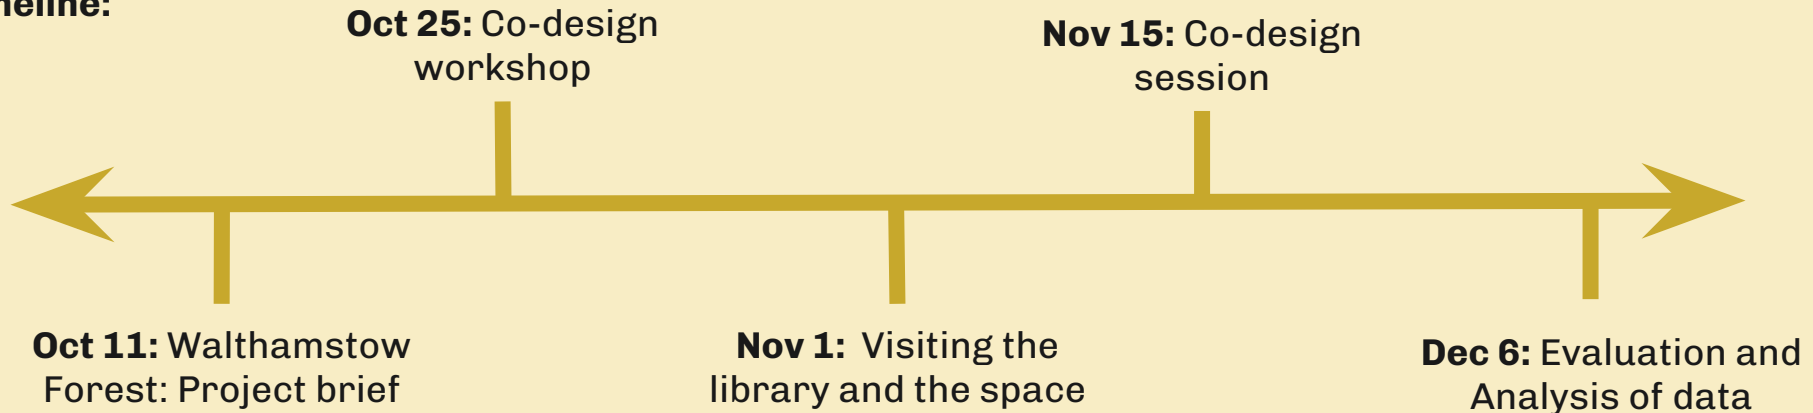 meline:
Oct 25: Co-design
workshop
Nov 15: Co-design
session
Oct 11: Walthamstow
Forest: Project brief
Nov 1: Visiting the
library and the space
Dec 6: Evaluation and
Analysis of data